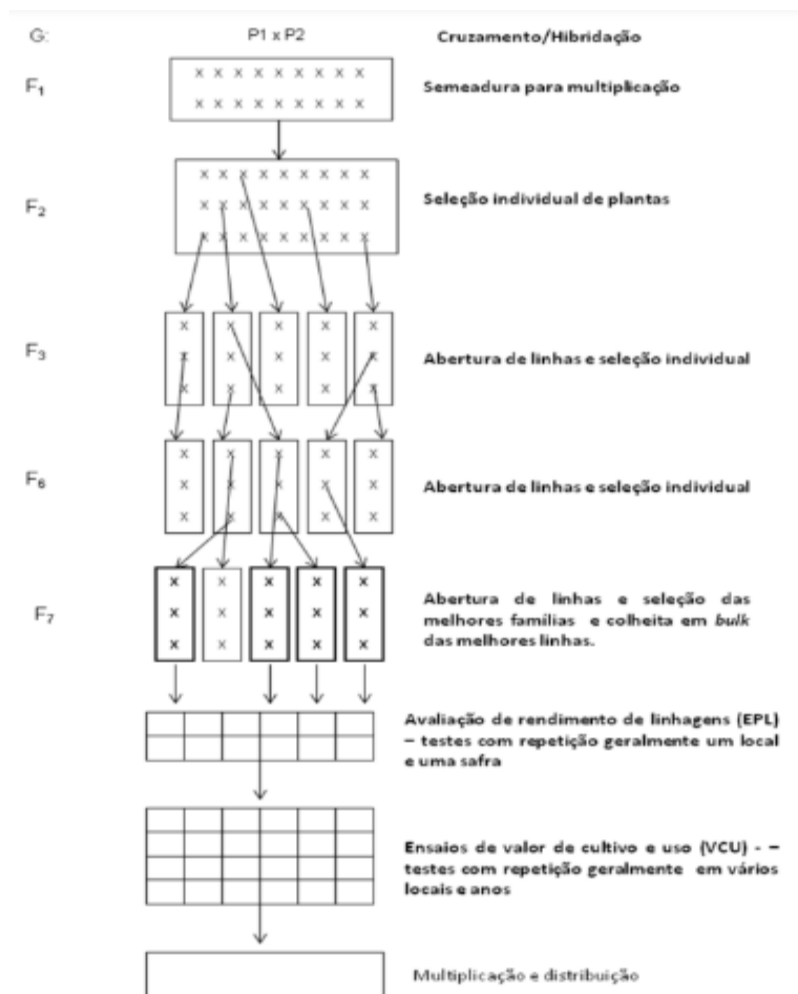 G: P1 x P2 Cruzamento/Hibridação
F1 x x x x x x x x x Semeadura para multiplicação
x x x x x x x x x
F2 x x x x x x x x x Seleção individual de plantas
x x x x x x x x x
x x x x x x x x x
F3 x x x x x Abertura de linhas e seleção individual
x x x x x
x x x x x
F6 x x x x x Abertura de linhas e seleção individual
x x x x x
x x x x x
F7 x x x x x Abertura de linhas e seleção das
x x x x x melhores famílias e colheita em bulk
x x x x x das melhores linhas.
Avaliação de rendimento de linhagens (EPL)
– testes com repetição geralmente um local
e uma safra
Ensaios de valor de cultivo e uso (VCU) - –
testes com repetição geralmente em vários
locais e anos
Multiplicação e distribuição